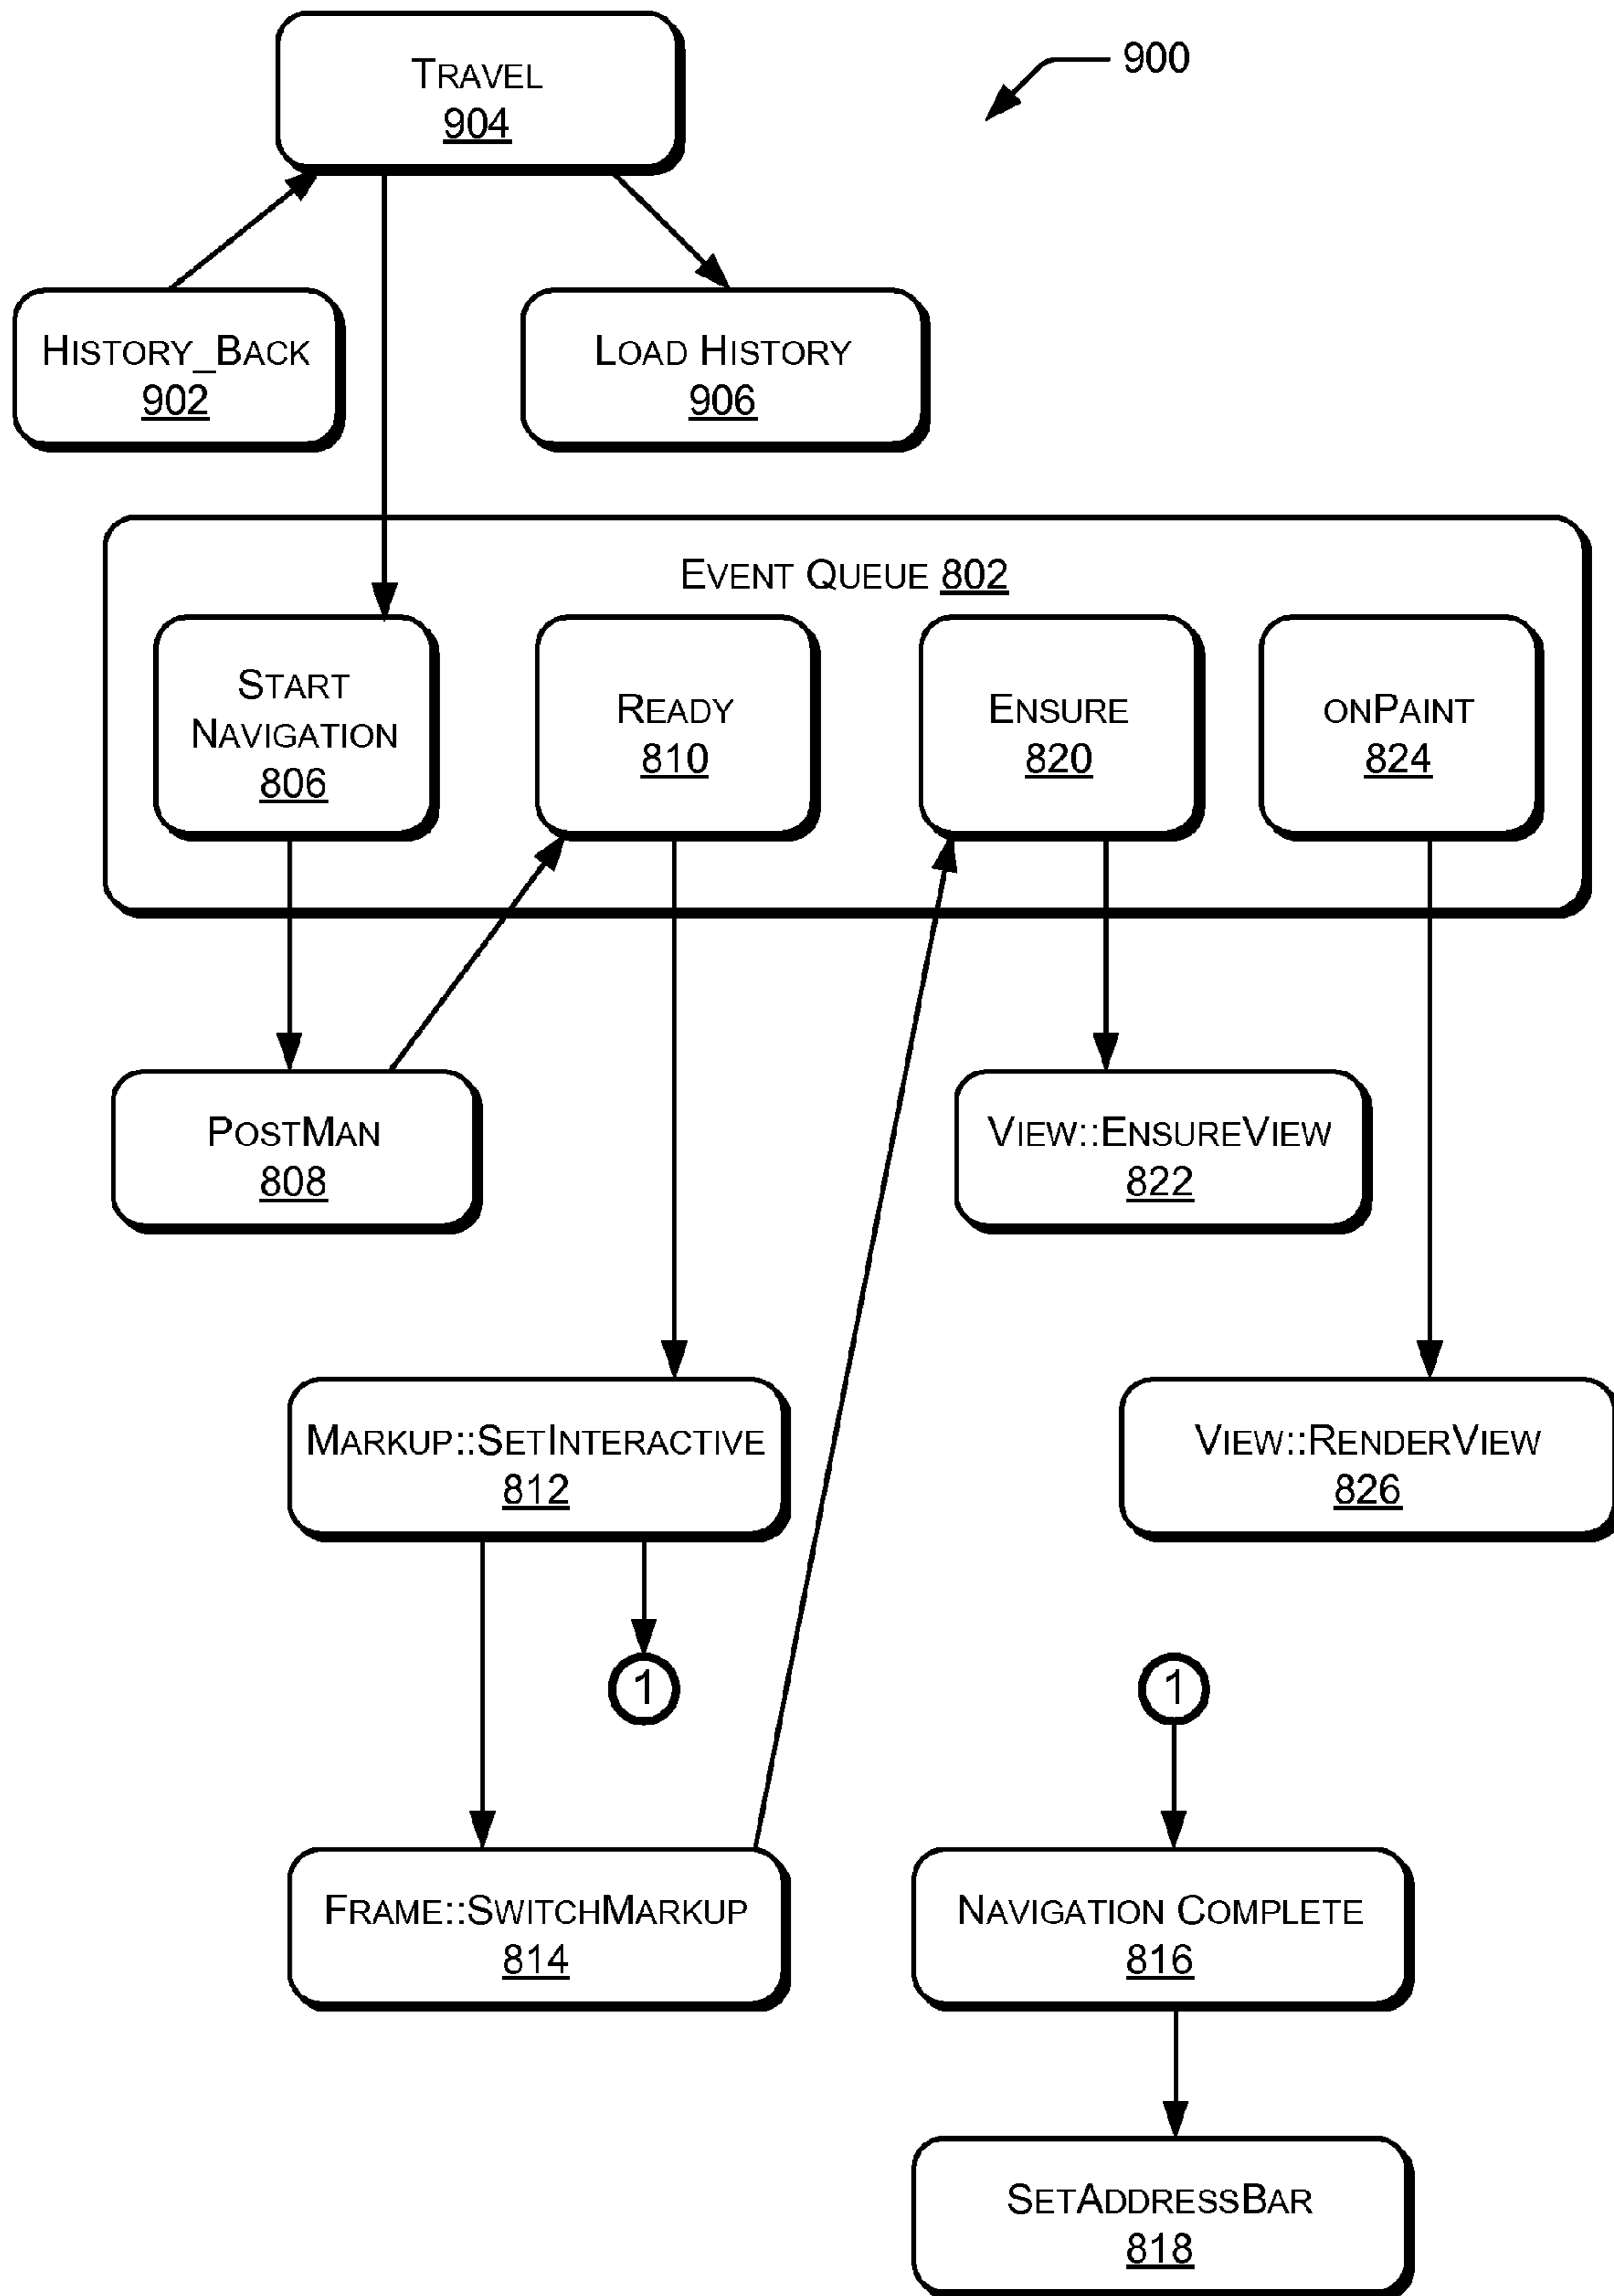 TRAVEL
904
900
HISTORY_BACK
902
LOAD HISTORY
906
EVENT QUEUE 802
START
NAVIGATION
806
READY
810
ENSURE
820
ONPAINT
824
POSTMAN
808
VIEW::ENSUREVIEW
822
MARKUP::SETINTERACTIVE
812
VIEW::RENDERVIEW
826
1
1
FRAME::SWITCHMARKUP
814
NAVIGATION COMPLETE
816
SETADDRESSBAR
818